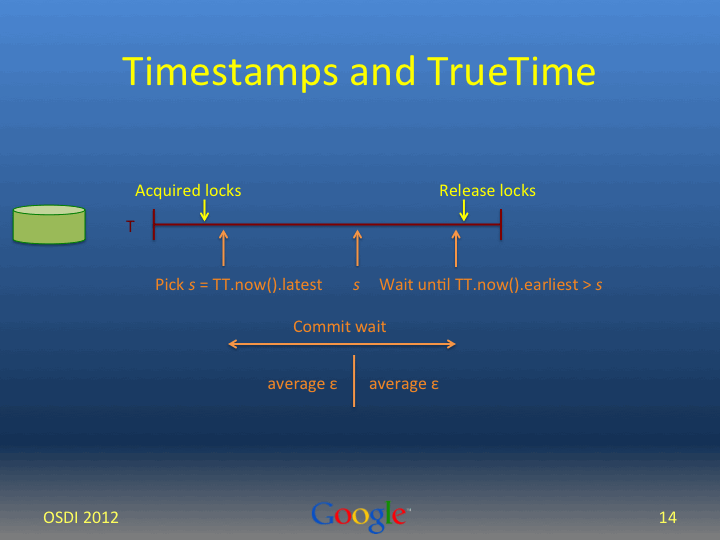 Timestamps and TrueTime
Acquired locks
Release locks
T
Pick s = TT.now().latest
s
Wait until TT.now().earliest > s
Commit wait
average ε
average ε
OSDI 2012
Google™
14